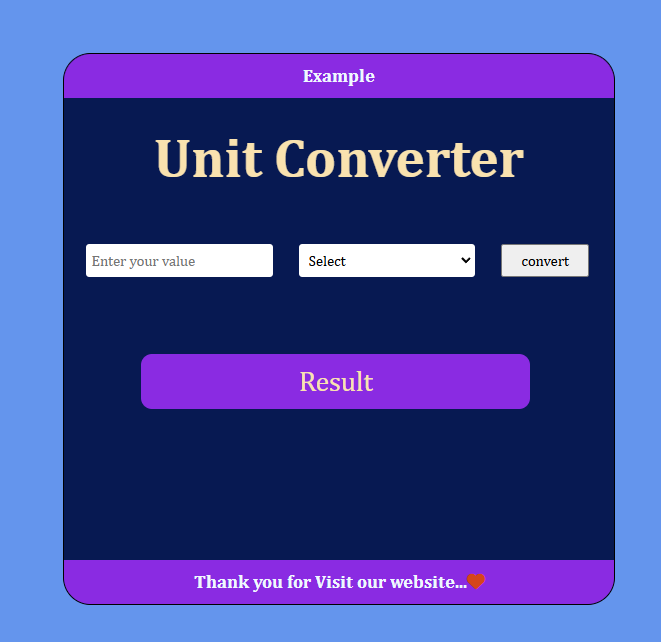 Example
Unit Converter
Enter your value Select convert
Result
Thank you for Visit our website...🧡